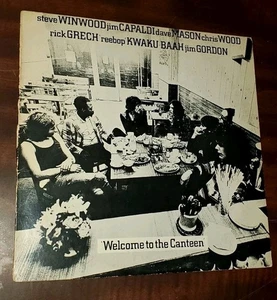 steve WINWOOD jim CAPALDI dave MASON chris WOOD
rick GRECH reebop KWAKU BAAH jim GORDON
Welcome to the Canteen